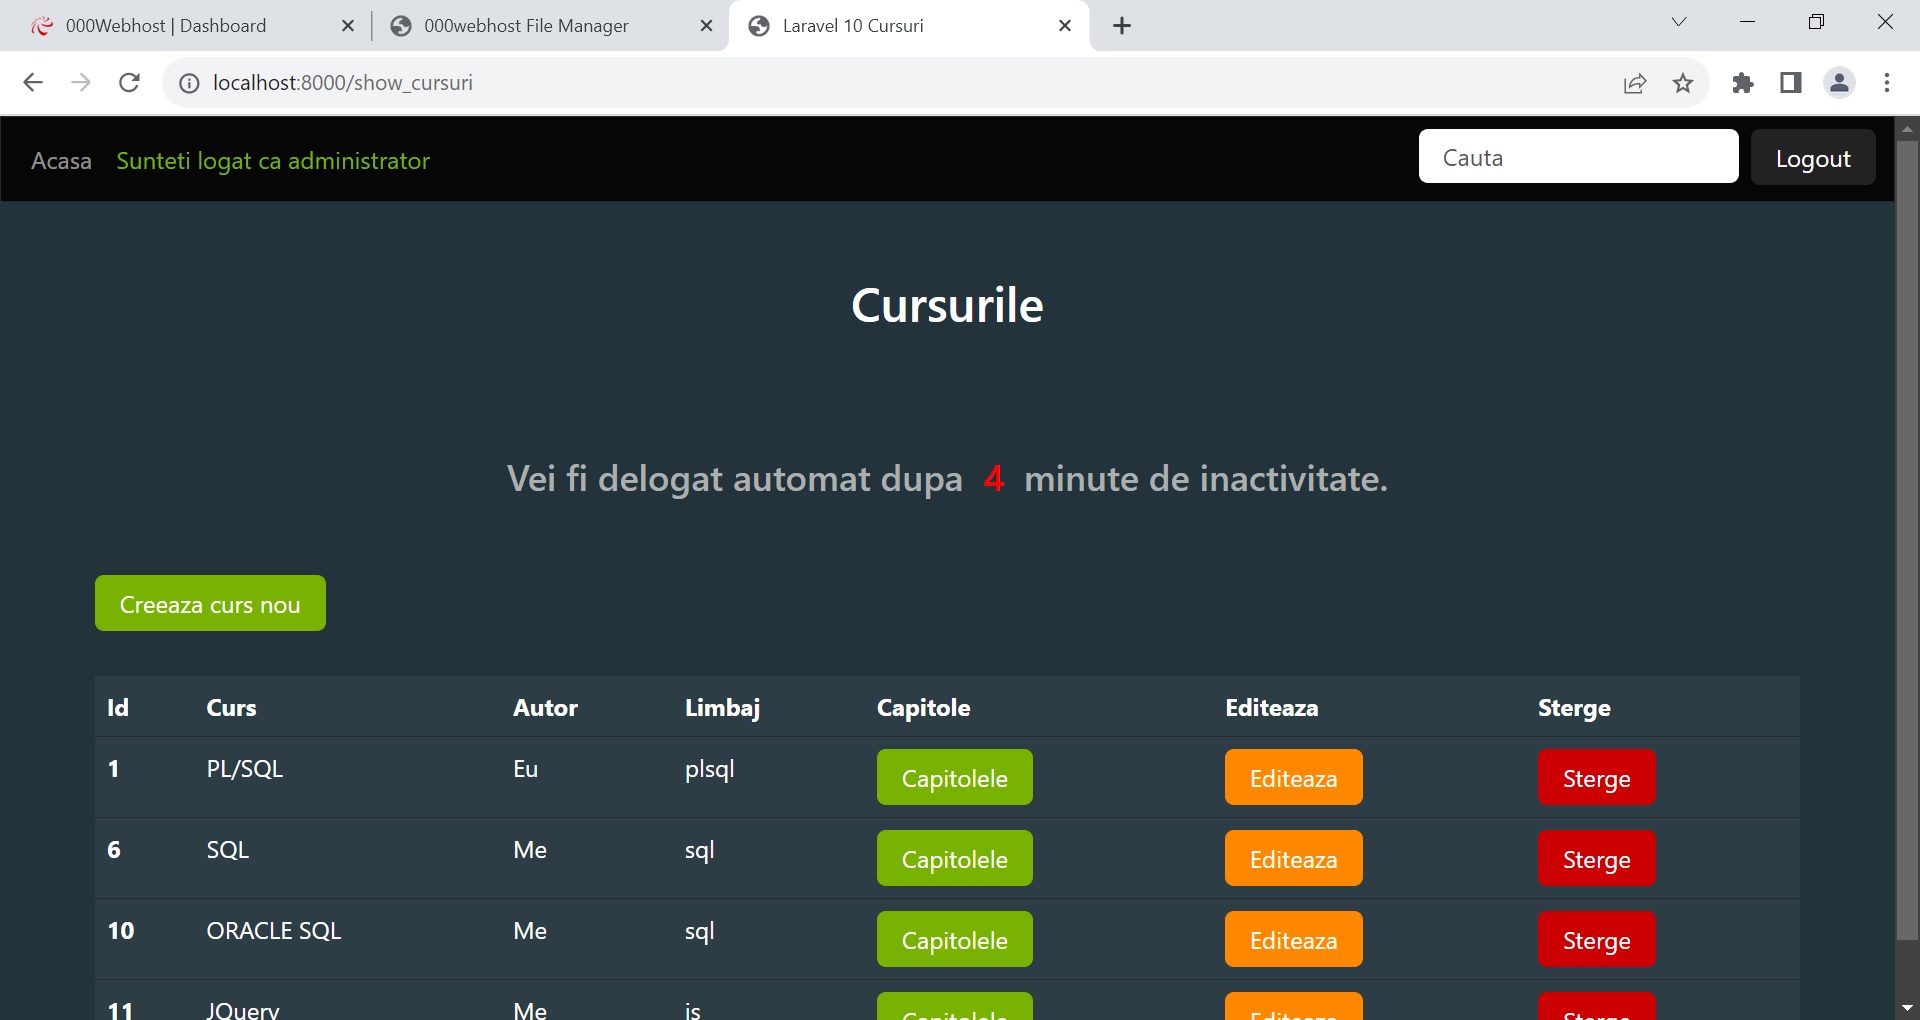 000Webhost | Dashboard
000webhost File Manager
Laravel 10 Cursuri
localhost:8000/show_cursuri
Acasa Sunteti logat ca administrator Cauta Logout
Cursurile
Vei fi delogat automat dupa 4 minute de inactivitate.
Creeaza curs nou
Id Curs Autor Limbaj Capitole Editeaza Sterge
1 PL/SQL Eu plsql Capitolele Editeaza Sterge
6 SQL Me sql Capitolele Editeaza Sterge
10 ORACLE SQL Me sql Capitolele Editeaza Sterge
11 JQuery Me js Capitolele Editeaza Sterge